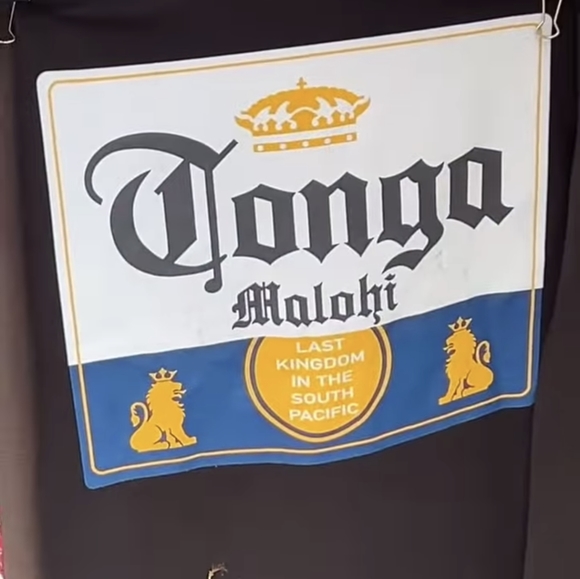 Tonga
Malohi
LAST
KINGDOM
IN THE
SOUTH
PACIFIC